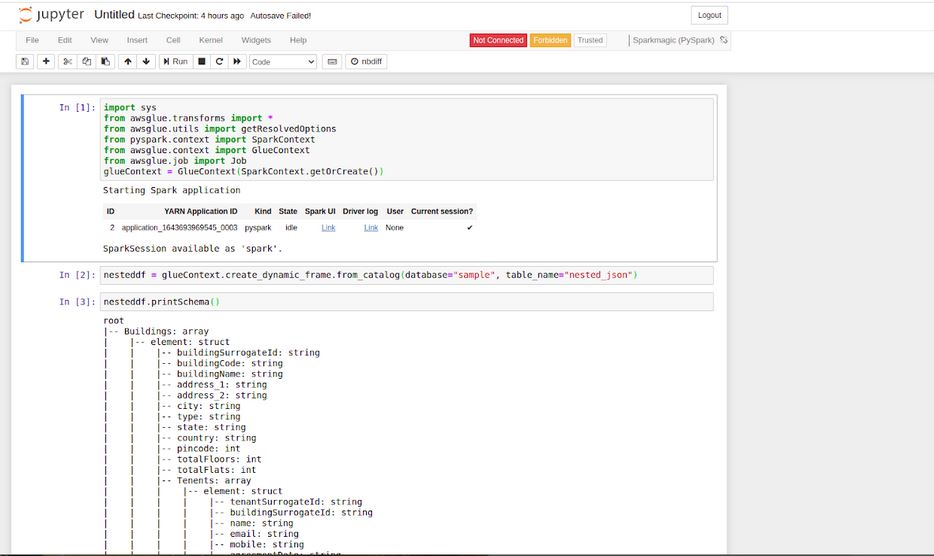 jupyter Untitled Last Checkpoint: 4 hours ago Autosave Failed! Logout
File Edit View Insert Cell Kernel Widgets Help Not Connected Forbidden Trusted Sparkmagic (PySpark)
Run Code nbdiff
In [1]: import sys
from awsglue.transforms import *
from awsglue.utils import getResolvedOptions
from pyspark.context import SparkContext
from awsglue.context import GlueContext
from awsglue.job import Job
glueContext = GlueContext(SparkContext.getOrCreate())
Starting Spark application
ID YARN Application ID Kind State Spark UI Driver log User Current session?
2 application_1643693969545_0003 pyspark idle Link Link None ✔
SparkSession available as 'spark'.
In [2]: nesteddf = glueContext.create_dynamic_frame.from_catalog(database="sample", table_name="nested_json")
In [3]: nesteddf.printSchema()
root
|-- Buildings: array
|    |-- element: struct
|    |    |-- buildingSurrogateId: string
|    |    |-- buildingCode: string
|    |    |-- buildingName: string
|    |    |-- address_1: string
|    |    |-- address_2: string
|    |    |-- city: string
|    |    |-- type: string
|    |    |-- state: string
|    |    |-- country: string
|    |    |-- pincode: int
|    |    |-- totalFloors: int
|    |    |-- totalFlats: int
|    |    |-- Tenents: array
|    |    |    |-- element: struct
|    |    |    |    |-- tenantSurrogateId: string
|    |    |    |    |-- buildingSurrogateId: string
|    |    |    |    |-- name: string
|    |    |    |    |-- email: string
|    |    |    |    |-- mobile: string